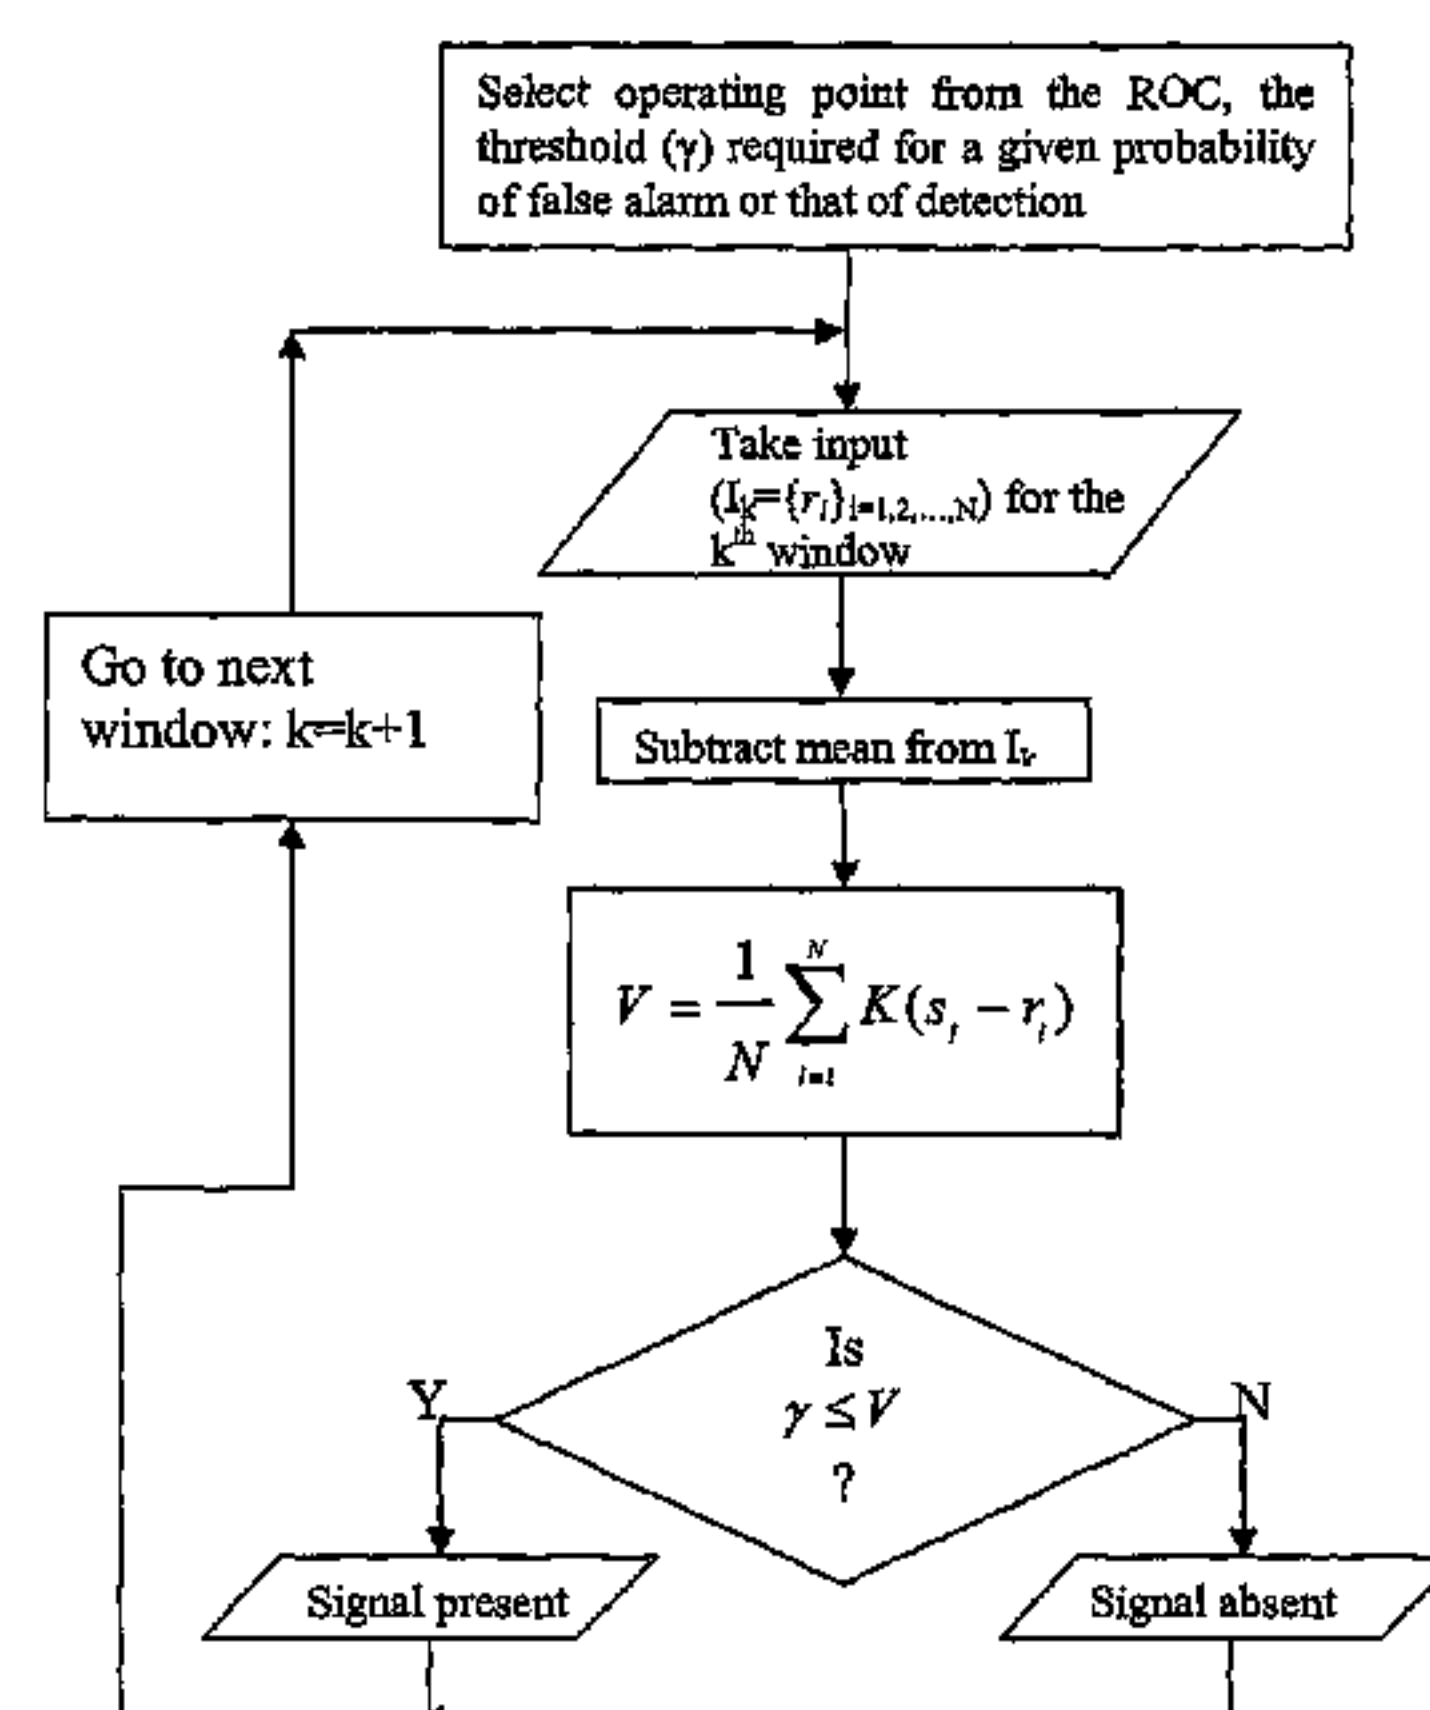 Select operating point from the ROC, the
threshold (γ) required for a given probability
of false alarm or that of detection
Take input
(I_k={r_i}_{i=1,2,...,N}) for the
k^{th} window
Go to next
window: k=k+1
Subtract mean from I_k
V = \frac{1}{N} \sum_{i=1}^{N} K(s_i - r_i)
Is
γ ≤ V
?
Y
N
Signal present
Signal absent